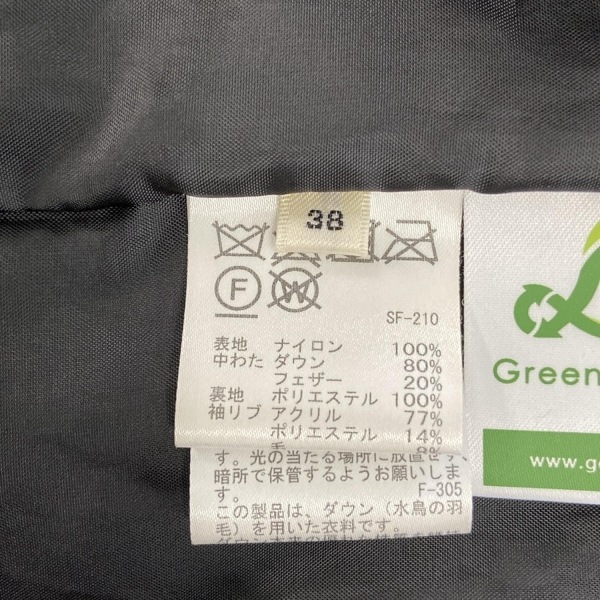 38
F
W
SF-210
表地 ナイロン 100%
中わた ダウン 80%
フェザー 20%
裏地 ポリエステル 100%
袖リブ アクリル 77%
ポリエステル 14%
す。光の当たる場所に放置せず、
暗所で保管するようお願いしま
す。
F-305
この製品は、ダウン(水鳥の羽
毛)を用いた衣料です。
Green
www.g